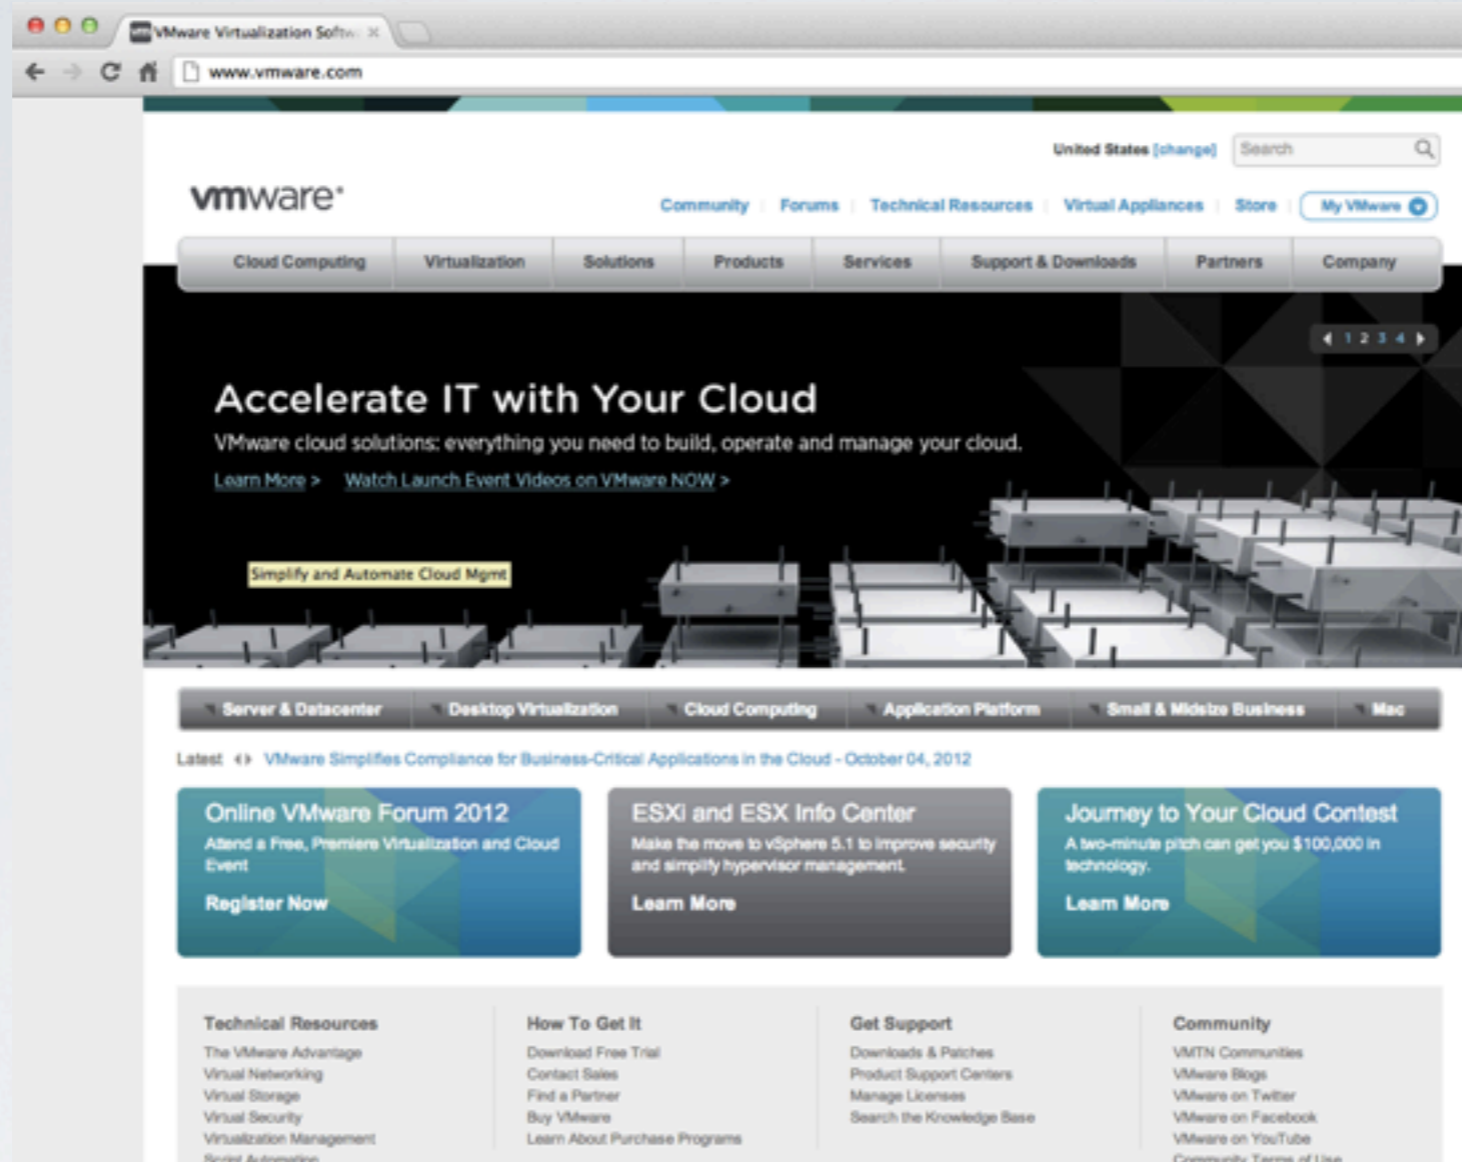 VMware Virtualization Softw
www.vmware.com
United States [change]
Search
vmware
Community
Forums
Technical Resources
Virtual Appliances
Store
My VMware
Cloud Computing
Virtualization
Solutions
Products
Services
Support & Downloads
Partners
Company
1 2 3 4
Accelerate IT with Your Cloud
VMware cloud solutions: everything you need to build, operate and manage your cloud.
Learn More > Watch Launch Event Videos on VMware NOW >
Simplify and Automate Cloud Mgmt
Server & Datacenter
Desktop Virtualization
Cloud Computing
Application Platform
Small & Midsize Business
Mac
Latest VMware Simplifies Compliance for Business-Critical Applications in the Cloud - October 04, 2012
Online VMware Forum 2012
Attend a Free, Premiere Virtualization and Cloud
Event
Register Now
ESXi and ESX Info Center
Make the move to vSphere 5.1 to improve security
and simplify hypervisor management.
Learn More
Journey to Your Cloud Contest
A two-minute pitch can get you $100,000 in
technology.
Learn More
Technical Resources
The VMware Advantage
Virtual Networking
Virtual Storage
Virtual Security
Virtualization Management
Script Automation
How To Get It
Download Free Trial
Contact Sales
Find a Partner
Buy VMware
Learn About Purchase Programs
Get Support
Downloads & Patches
Product Support Centers
Manage Licenses
Search the Knowledge Base
Community
VMTN Communities
VMware Blogs
VMware on Twitter
VMware on Facebook
VMware on YouTube
Community Terms of Use